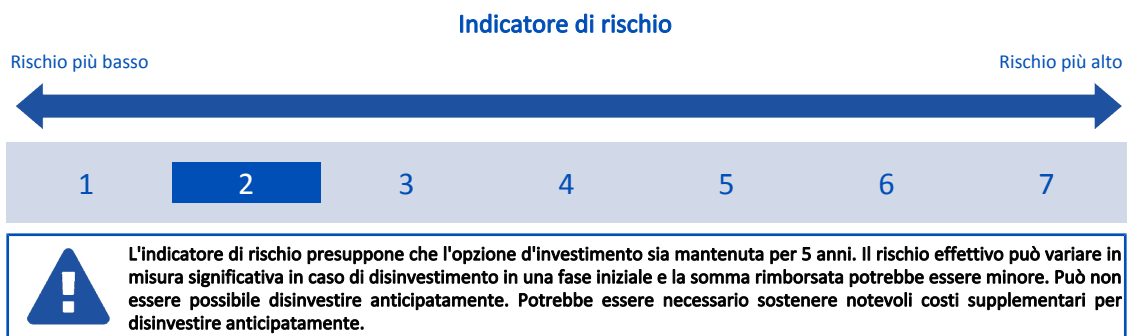 Indicatore di rischio
Rischio più basso
Rischio più alto
1 2 3 4 5 6 7
L'indicatore di rischio presuppone che l'opzione d'investimento sia mantenuta per 5 anni. Il rischio effettivo può variare in
misura significativa in caso di disinvestimento in una fase iniziale e la somma rimborsata potrebbe essere minore. Può non
essere possibile disinvestire anticipatamente. Potrebbe essere necessario sostenere notevoli costi supplementari per
disinvestire anticipatamente.